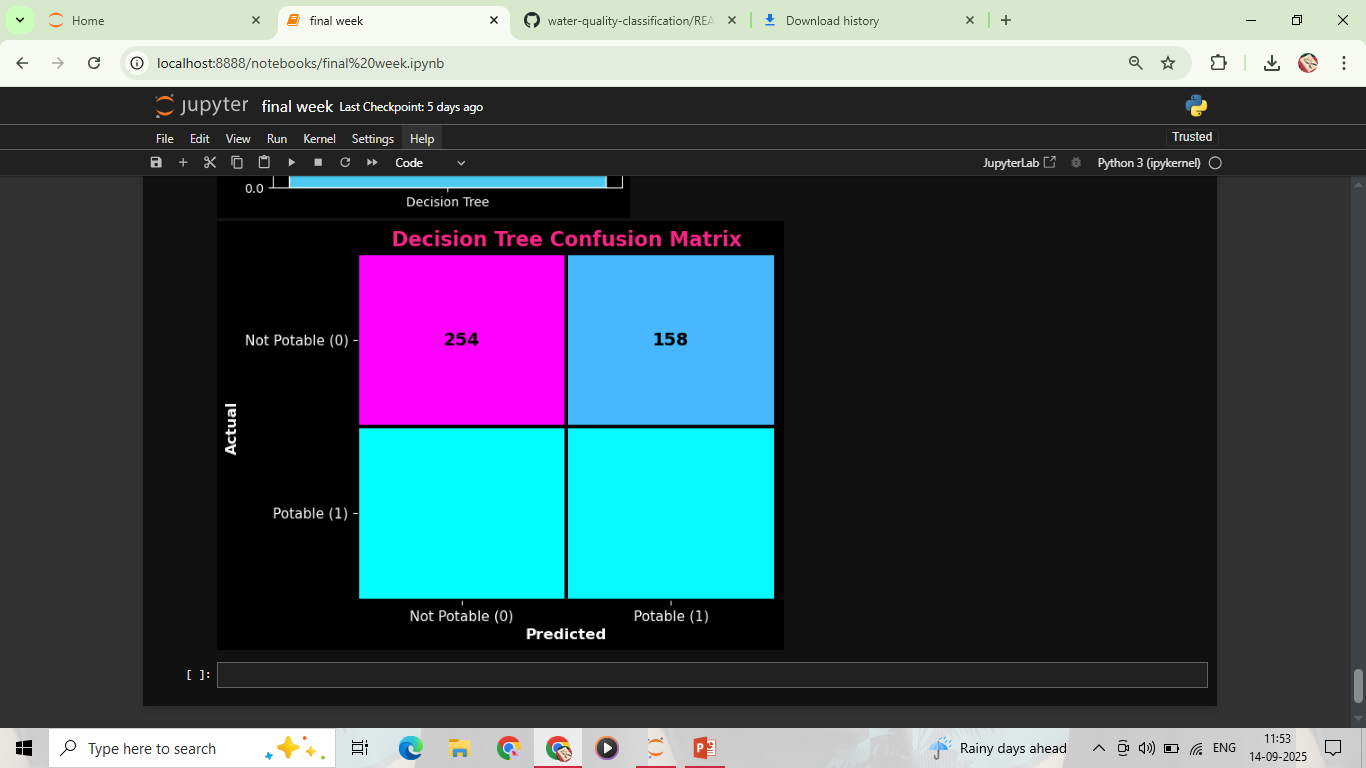 Home
final week
water-quality-classification/REA
Download history
localhost:8888/notebooks/final%20week.ipynb
jupyter final week Last Checkpoint: 5 days ago
File Edit View Run Kernel Settings Help
Trusted
Code
JupyterLab
Python 3 (ipykernel)
0.0
Decision Tree
Decision Tree Confusion Matrix
Not Potable (0)
254
158
Actual
Potable (1)
Not Potable (0)
Potable (1)
Predicted
[ ]:
Type here to search
Rainy days ahead
ENG
11:53
14-09-2025